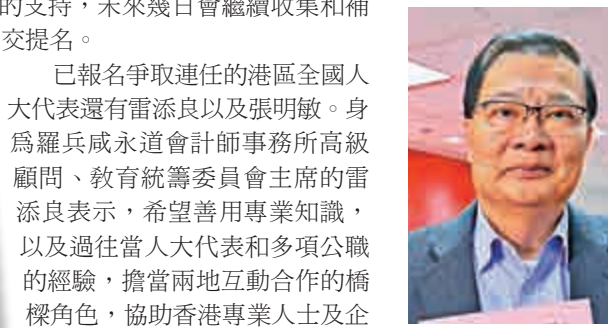 的支持，未來幾日會繼續收集和補
交提名。
已報名爭取連任的港區全國人
大代表還有雷添良以及張明敏。身
爲羅兵咸永道會計師事務所高級
顧問、敎育統籌委員會主席的雷
添良表示，希望善用專業知識，
以及過往當人大代表和多項公職
的經驗，擔當兩地互動合作的橋
樑角色，協助香港專業人士及企